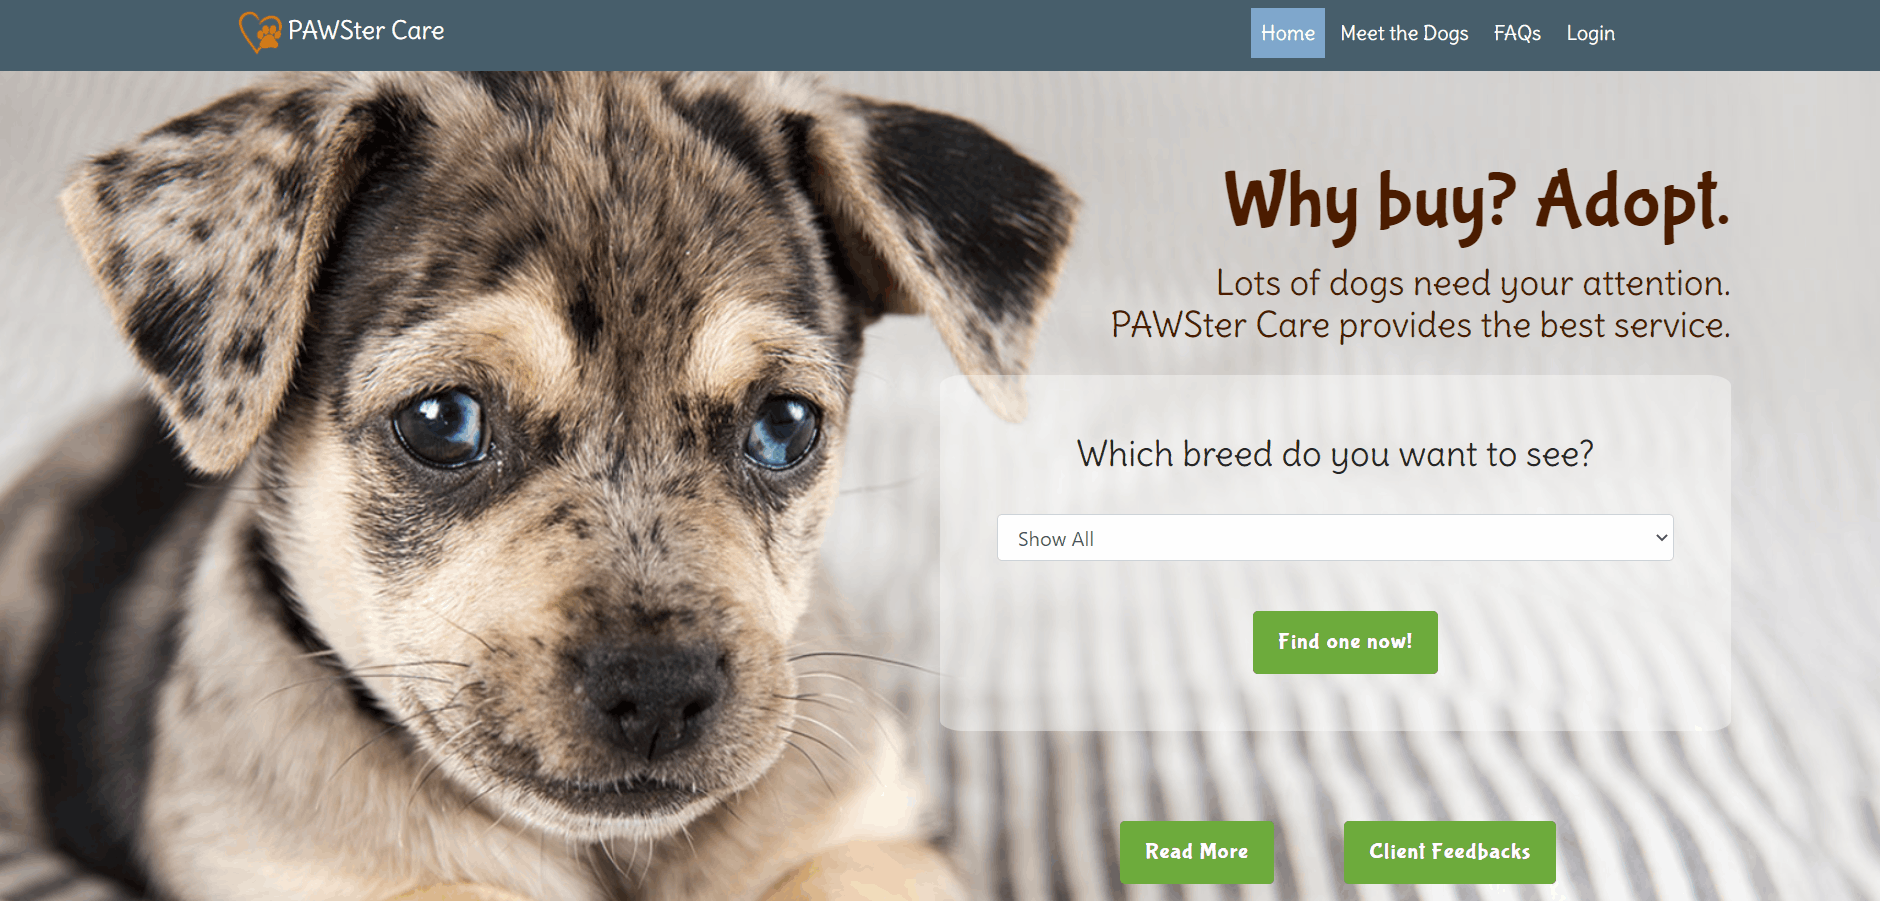 PAWSter Care
Home Meet the Dogs FAQs Login
Why buy? Adopt.
Lots of dogs need your attention.
PAWSter Care provides the best service.
Which breed do you want to see?
Show All
Find one now!
Read More Client Feedbacks